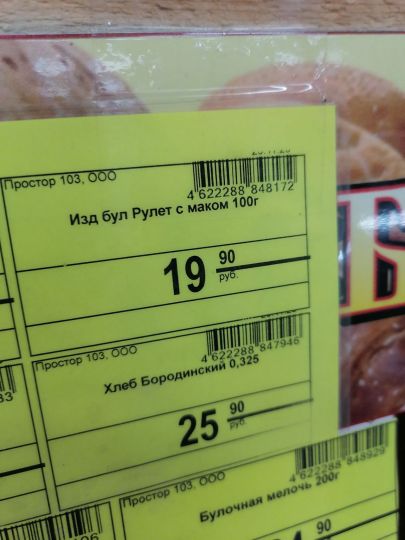 Простор 103, ООО
4 622288 848172
Изд бул Рулет с маком 100г
19 90
руб.
Простор 103, ООО
4 622288 847946
Хлеб Бородинский 0,325
25 90
руб.
Простор 103, ООО
4 622288 848929
Булочная мелочь 200г
90